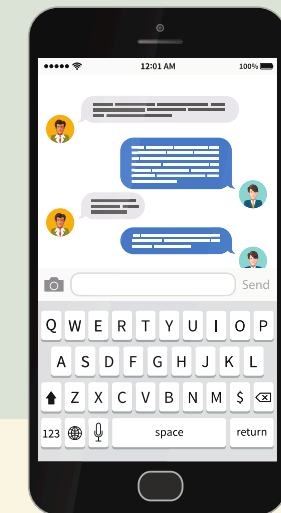 12:01 AM 100%
Send
Q W E R T Y U I O P
A S D F G H J K L
Z X C V B N M $
123 space return